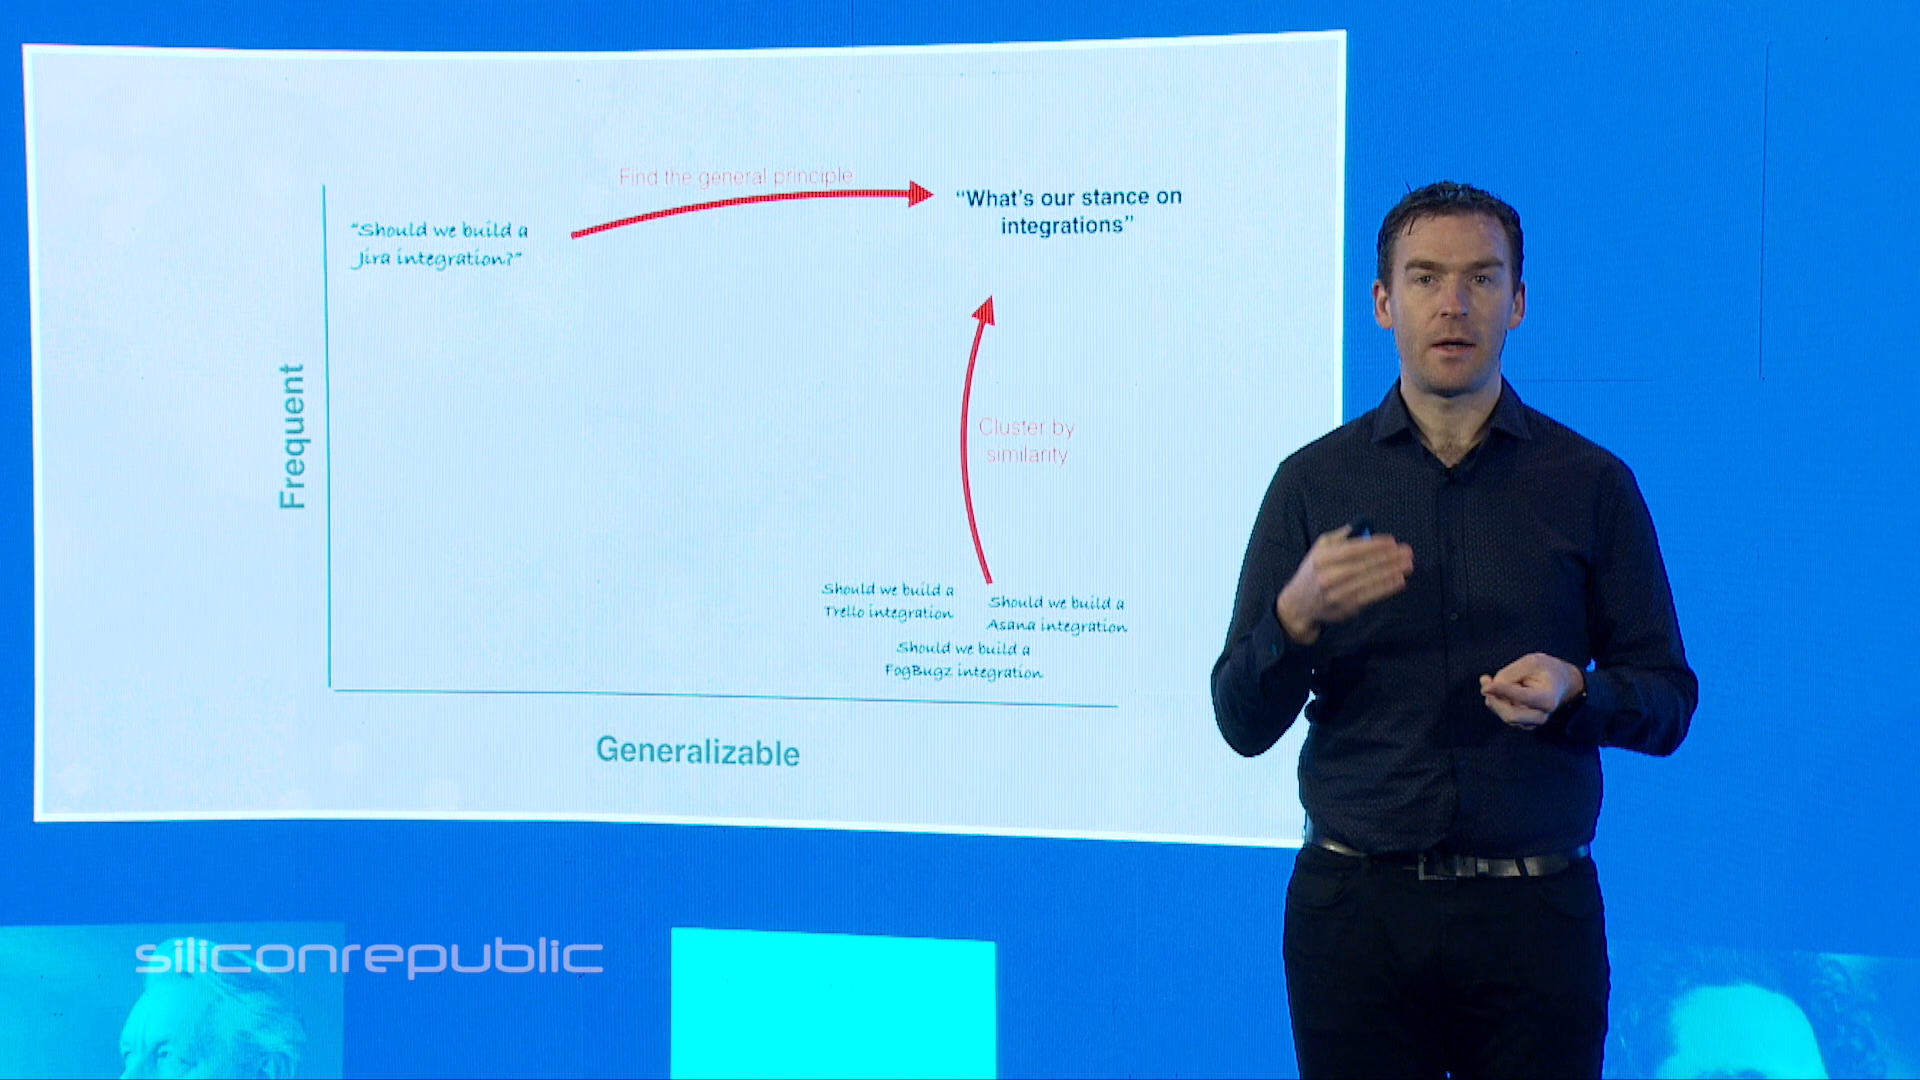 Find the general principle
"Should we build a
Jira integration?"
"What's our stance on
integrations"
Frequent
Cluster by
similarity
Should we build a
Trello integration
Should we build a
Asana integration
Should we build a
FogBugz integration
Generalizable
siliconrepublic